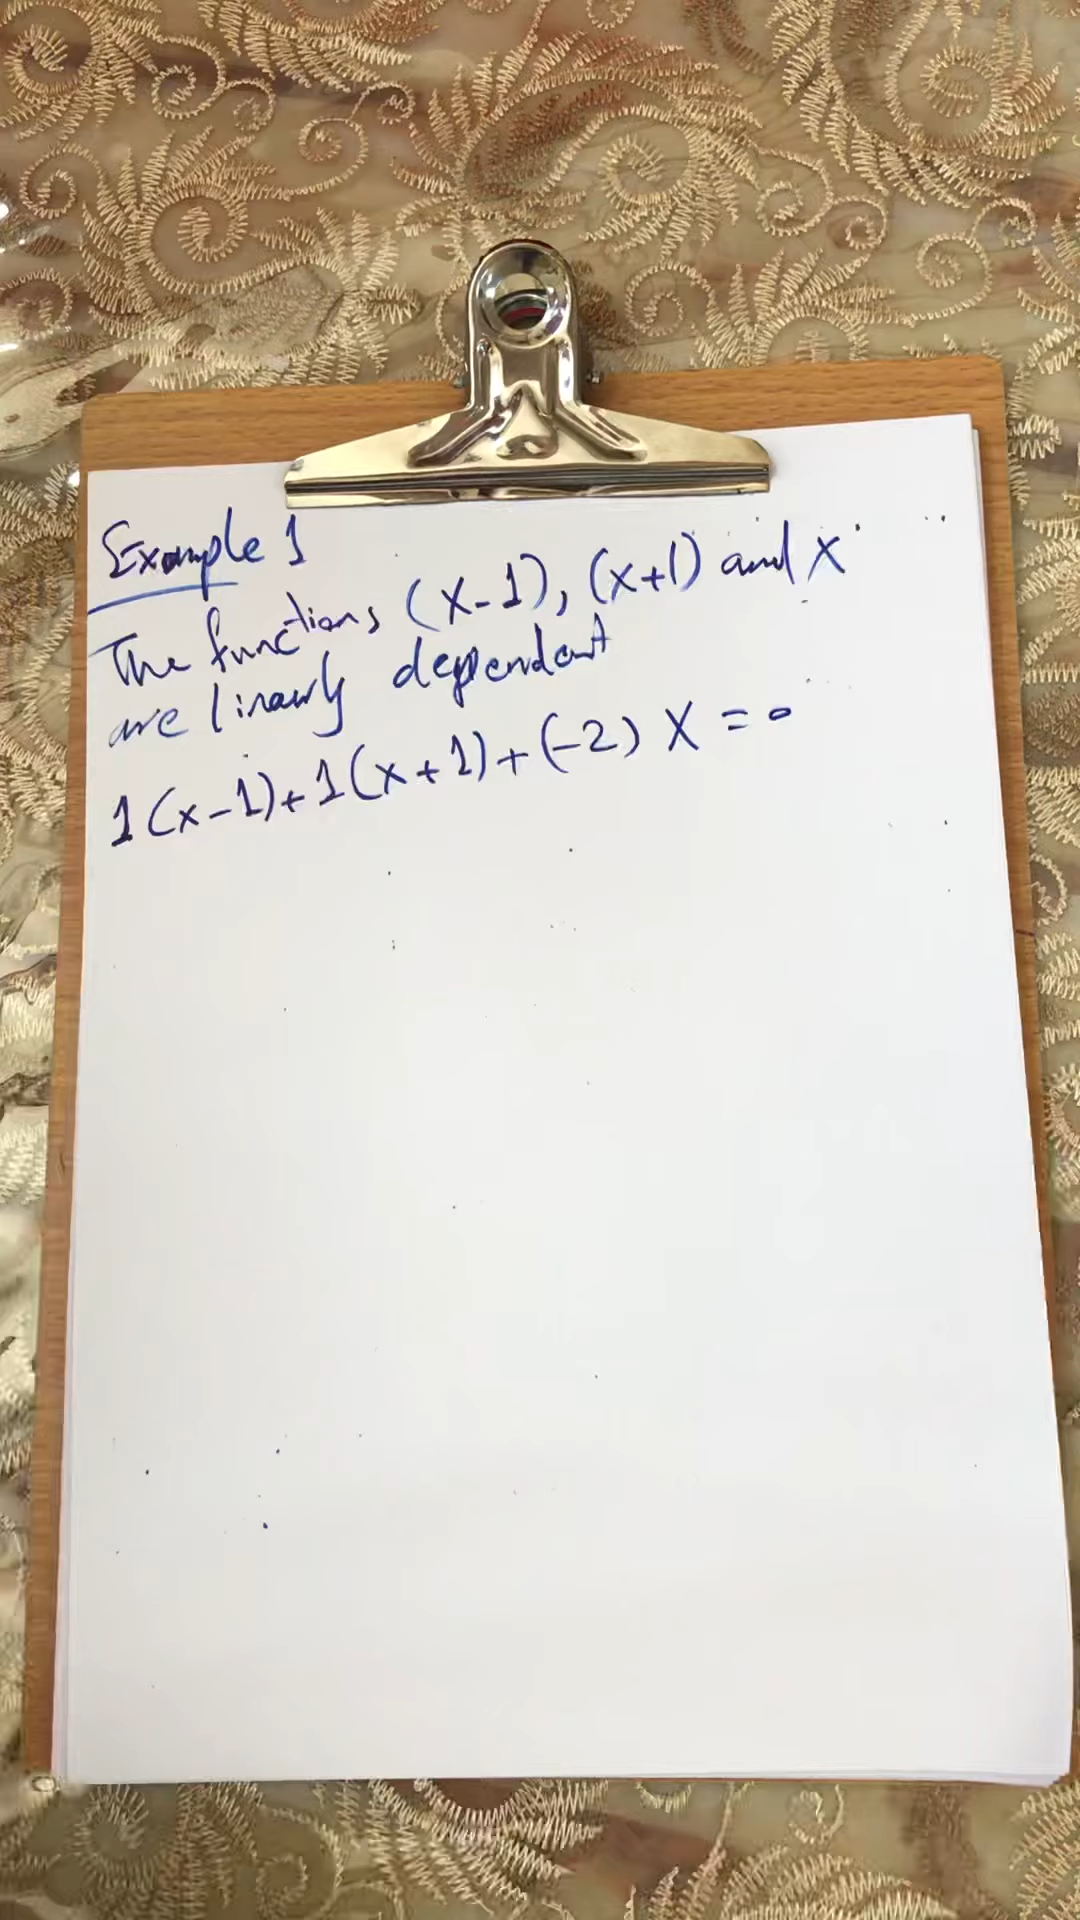 Example 1
The functions (x-1), (x+1) and x
are linearly dependent
1(x-1)+1(x+1)+(-2) x = 0